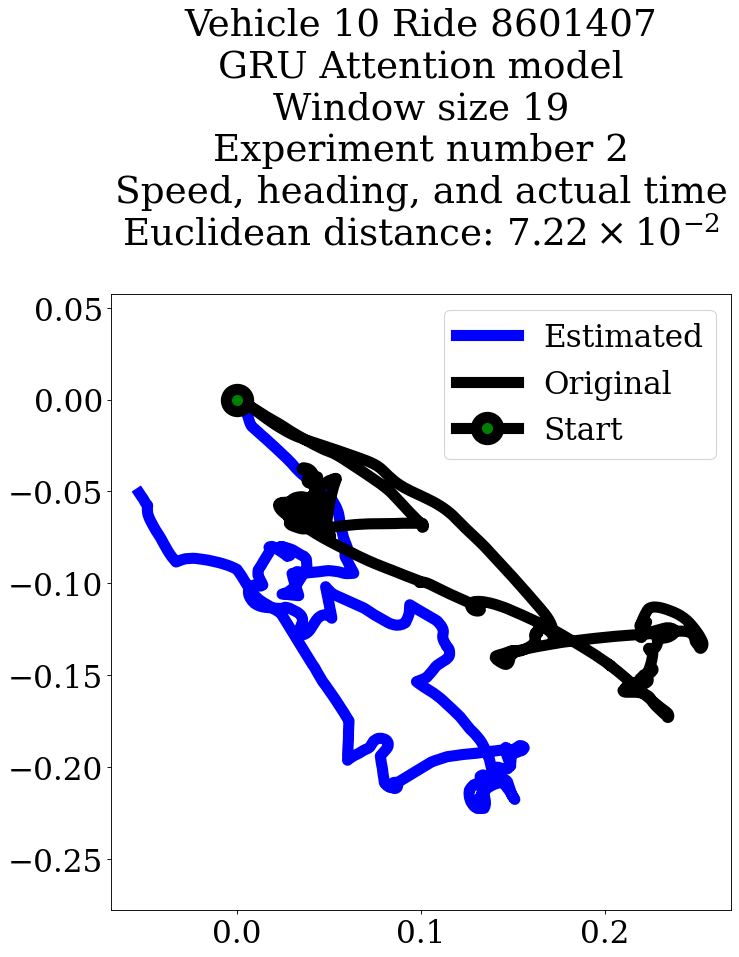 Vehicle 10 Ride 8601407
GRU Attention model
Window size 19
Experiment number 2
Speed, heading, and actual time
Euclidean distance: 7.22 × 10⁻²
Estimated
Original
Start
0.05
0.00
−0.05
−0.10
−0.15
−0.20
−0.25
0.0 0.1 0.2